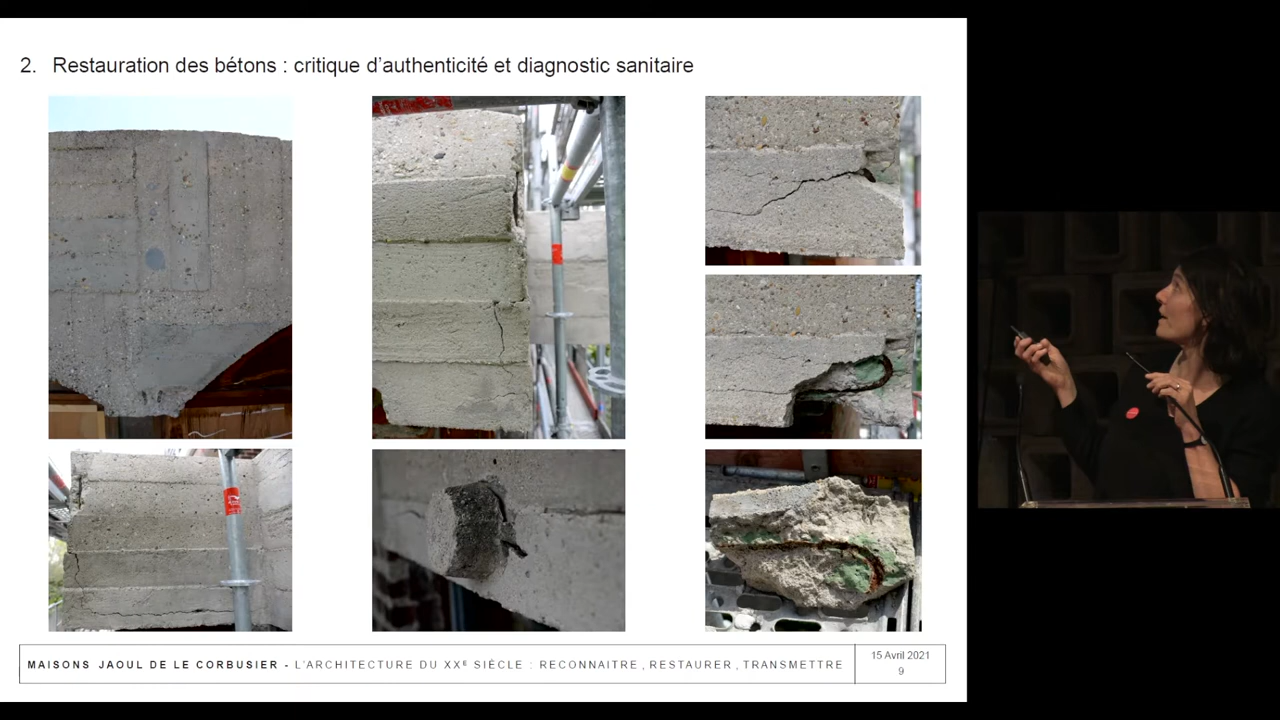 2. Restauration des bétons : critique d’authenticité et diagnostic sanitaire
MAISONS JAOUL DE LE CORBUSIER - L’ARCHITECTURE DU XXᴱ SIÈCLE : RECONNAITRE , RESTAURER , TRANSMETTRE
15 Avril 2021
9